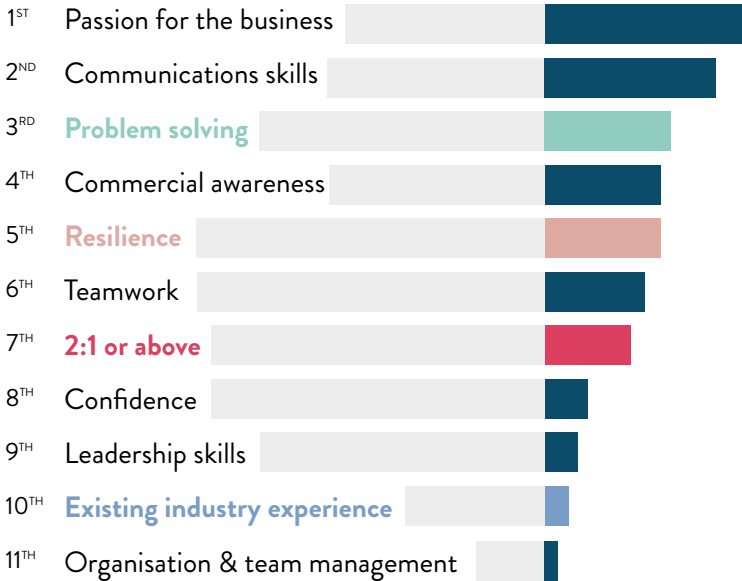 1ST Passion for the business
2ND Communications skills
3RD Problem solving
4TH Commercial awareness
5TH Resilience
6TH Teamwork
7TH 2:1 or above
8TH Confidence
9TH Leadership skills
10TH Existing industry experience
11TH Organisation & team management